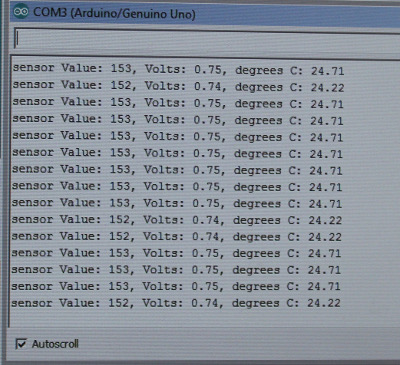 COM3 (Arduino/Genuino Uno)
sensor Value: 153, Volts: 0.75, degrees C: 24.71
sensor Value: 152, Volts: 0.74, degrees C: 24.22
sensor Value: 153, Volts: 0.75, degrees C: 24.71
sensor Value: 153, Volts: 0.75, degrees C: 24.71
sensor Value: 153, Volts: 0.75, degrees C: 24.71
sensor Value: 153, Volts: 0.75, degrees C: 24.71
sensor Value: 153, Volts: 0.75, degrees C: 24.71
sensor Value: 153, Volts: 0.75, degrees C: 24.71
sensor Value: 153, Volts: 0.75, degrees C: 24.71
sensor Value: 152, Volts: 0.74, degrees C: 24.22
sensor Value: 152, Volts: 0.74, degrees C: 24.22
sensor Value: 153, Volts: 0.75, degrees C: 24.71
sensor Value: 153, Volts: 0.75, degrees C: 24.71
sensor Value: 153, Volts: 0.75, degrees C: 24.71
sensor Value: 152, Volts: 0.74, degrees C: 24.22
Autoscroll